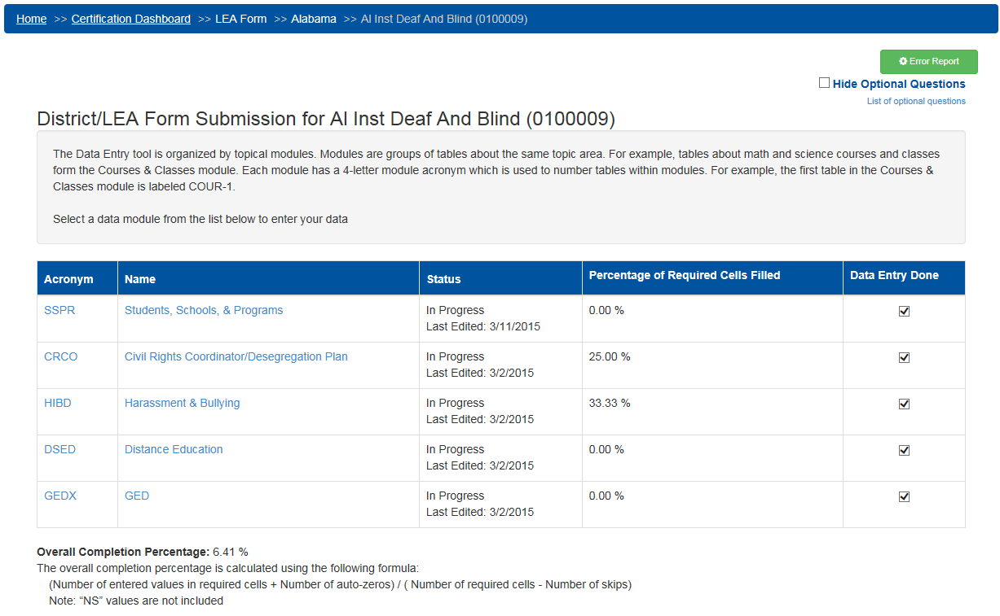 Home >> Certification Dashboard >> LEA Form >> Alabama >> Al Inst Deaf And Blind (0100009)
Error Report
Hide Optional Questions
List of optional questions
District/LEA Form Submission for Al Inst Deaf And Blind (0100009)
The Data Entry tool is organized by topical modules. Modules are groups of tables about the same topic area. For example, tables about math and science courses and classes
form the Courses & Classes module. Each module has a 4-letter module acronym which is used to number tables within modules. For example, the first table in the Courses &
Classes module is labeled COUR-1.
Select a data module from the list below to enter your data
Acronym Name Status Percentage of Required Cells Filled Data Entry Done
SSPR Students, Schools, & Programs In Progress 0.00 %
Last Edited: 3/11/2015
CRCO Civil Rights Coordinator/Desegregation Plan In Progress 25.00 %
Last Edited: 3/2/2015
HIBD Harassment & Bullying In Progress 33.33 %
Last Edited: 3/2/2015
DSED Distance Education In Progress 0.00 %
Last Edited: 3/2/2015
GEDX GED In Progress 0.00 %
Last Edited: 3/2/2015
Overall Completion Percentage: 6.41 %
The overall completion percentage is calculated using the following formula:
(Number of entered values in required cells + Number of auto-zeros) / ( Number of required cells - Number of skips)
Note: “NS” values are not included